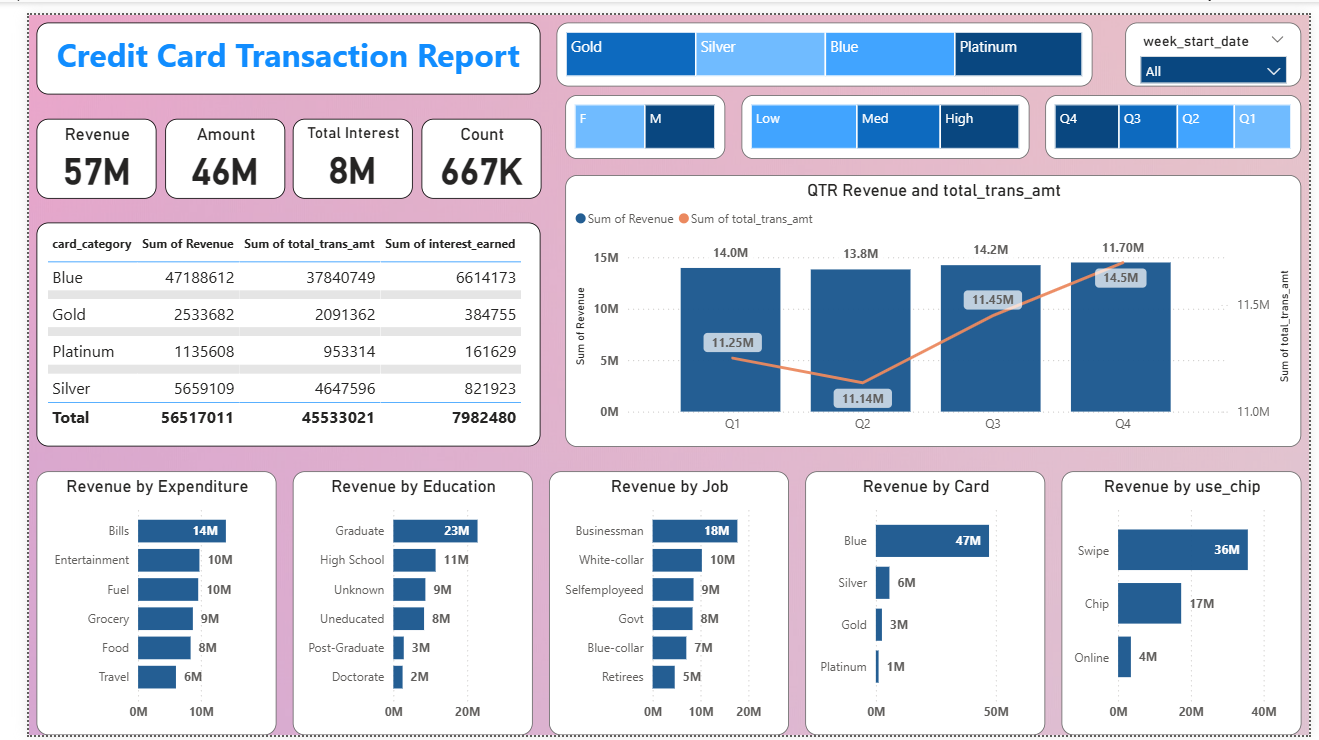 Credit Card Transaction Report
Gold Silver Blue Platinum
week_start_date
All
F M
Low Med High
Q4 Q3 Q2 Q1
Revenue
57M
Amount
46M
Total Interest
8M
Count
667K
card_category Sum of Revenue Sum of total_trans_amt Sum of interest_earned
Blue 47188612 37840749 6614173
Gold 2533682 2091362 384755
Platinum 1135608 953314 161629
Silver 5659109 4647596 821923
Total 56517011 45533021 7982480
QTR Revenue and total_trans_amt
Sum of Revenue Sum of total_trans_amt
Sum of Revenue
15M
10M
5M
0M
14.0M 13.8M 14.2M 11.70M
14.5M
11.45M
11.25M
11.14M
Q1 Q2 Q3 Q4
11.5M
11.0M
Sum of total_trans_amt
Revenue by Expenditure
Bills 14M
Entertainment 10M
Fuel 10M
Grocery 9M
Food 8M
Travel 6M
0M 10M
Revenue by Education
Graduate 23M
High School 11M
Unknown 9M
Uneducated 8M
Post-Graduate 3M
Doctorate 2M
0M 20M
Revenue by Job
Businessman 18M
White-collar 10M
Selfemployeed 9M
Govt 8M
Blue-collar 7M
Retirees 5M
0M 10M 20M
Revenue by Card
Blue 47M
Silver 6M
Gold 3M
Platinum 1M
0M 50M
Revenue by use_chip
Swipe 36M
Chip 17M
Online 4M
0M 20M 40M